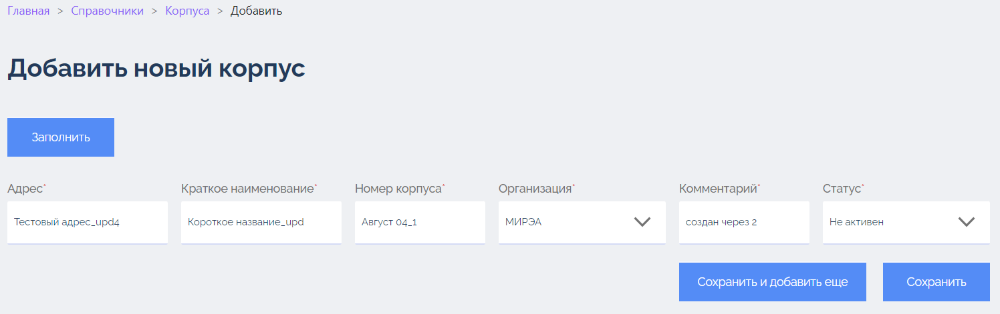 Главная > Справочники > Корпуса > Добавить
Добавить новый корпус
Заполнить
Адрес* Краткое наименование* Номер корпуса* Организация* Комментарий* Статус*
Тестовый адрес_upd4 Короткое название_upd Август 04_1 МИРЭА создан через 2 Не активен
Сохранить и добавить еще Сохранить